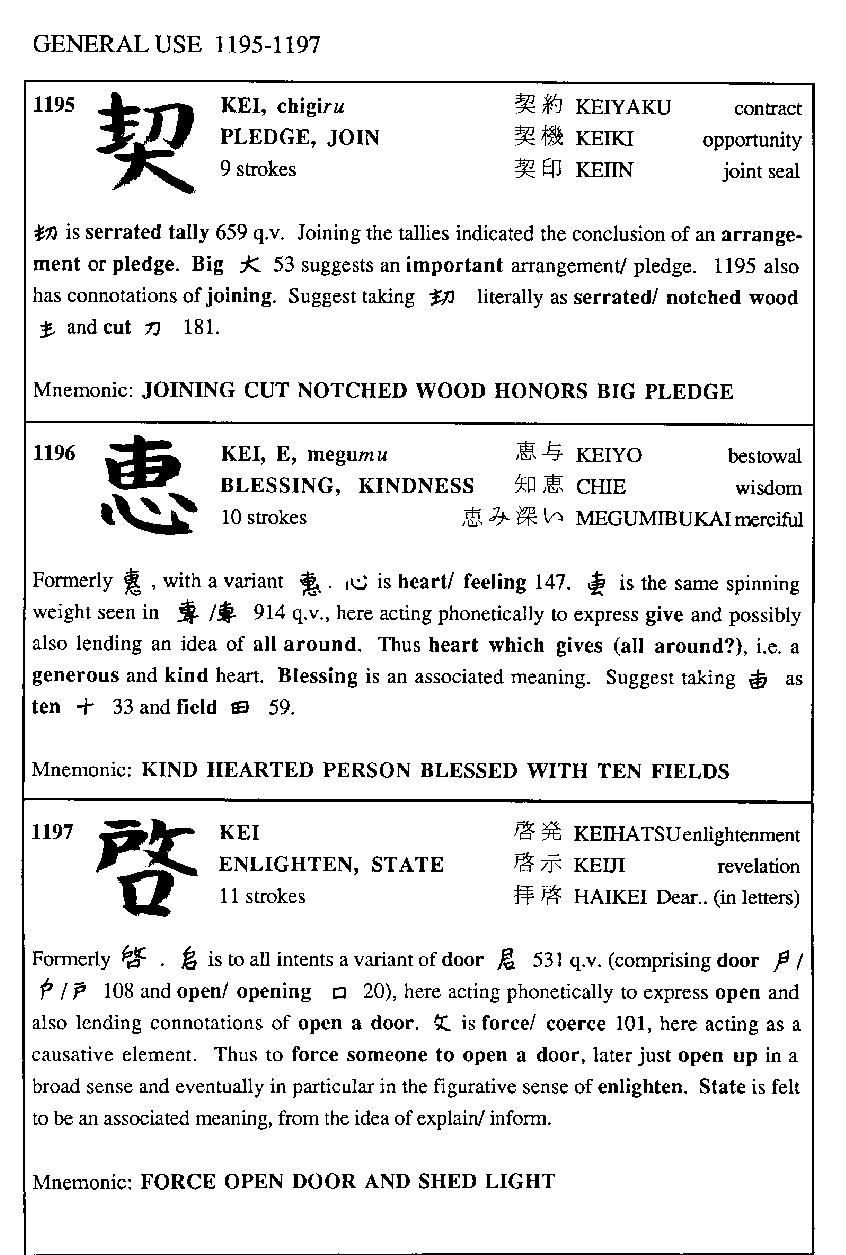 GENERAL USE 1195-1197
1195 契 KEI, chigiru 契約 KEIYAKU contract
PLEDGE, JOIN 契機 KEIKI opportunity
9 strokes 契印 KEIIN joint seal
㓞 is serrated tally 659 q.v. Joining the tallies indicated the conclusion of an arrange-
ment or pledge. Big 大 53 suggests an important arrangement/ pledge. 1195 also
has connotations of joining. Suggest taking 㓞 literally as serrated/ notched wood
丰 and cut 刀 181.
Mnemonic: JOINING CUT NOTCHED WOOD HONORS BIG PLEDGE
1196 恵 KEI, E, megumu 恵与 KEIYO bestowal
BLESSING, KINDNESS 知恵 CHIE wisdom
10 strokes 恵み深い MEGUMIBUKAI merciful
Formerly 惠, with a variant . 心 is heart/ feeling 147. 叀 is the same spinning
weight seen in 914 q.v., here acting phonetically to express give and possibly
also lending an idea of all around. Thus heart which gives (all around?), i.e. a
generous and kind heart. Blessing is an associated meaning. Suggest taking as
ten 十 33 and field 田 59.
Mnemonic: KIND HEARTED PERSON BLESSED WITH TEN FIELDS
1197 啓 KEI 啓発 KEIHATSU enlightenment
ENLIGHTEN, STATE 啓示 KEIJI revelation
11 strokes 拝啓 HAIKEI Dear.. (in letters)
Formerly . is to all intents a variant of door 531 q.v. (comprising door 戸 /
/ 108 and open/ opening 口 20), here acting phonetically to express open and
also lending connotations of open a door. 攵 is force/ coerce 101, here acting as a
causative element. Thus to force someone to open a door, later just open up in a
broad sense and eventually in particular in the figurative sense of enlighten. State is felt
to be an associated meaning, from the idea of explain/ inform.
Mnemonic: FORCE OPEN DOOR AND SHED LIGHT